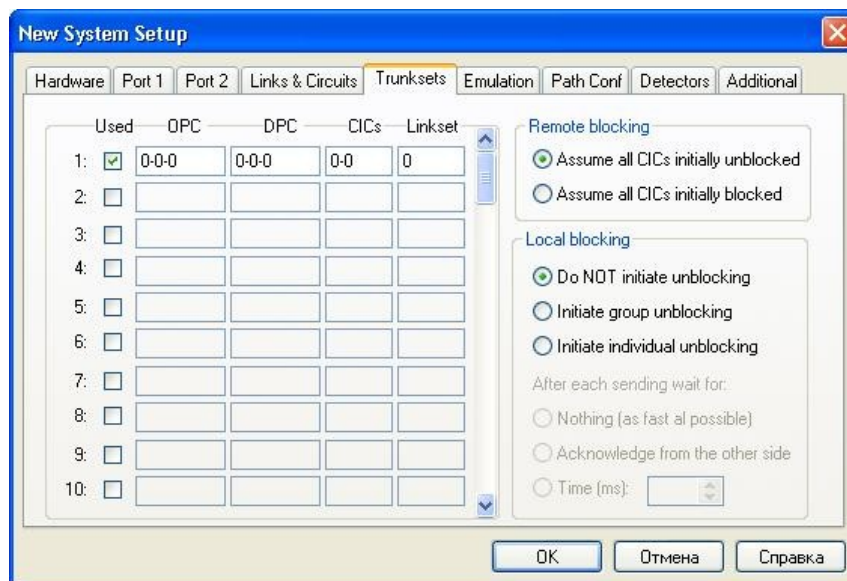 New System Setup
Hardware Port 1 Port 2 Links & Circuits Trunksets Emulation Path Conf Detectors Additional
Used OPC DPC CICs Linkset
1: 0-0-0 0-0-0 0-0 0
2:
3:
4:
5:
6:
7:
8:
9:
10:
Remote blocking
Assume all CICs initially unblocked
Assume all CICs initially blocked
Local blocking
Do NOT initiate unblocking
Initiate group unblocking
Initiate individual unblocking
After each sending wait for:
Nothing (as fast al possible)
Acknowledge from the other side
Time (ms):
OK Отмена Справка